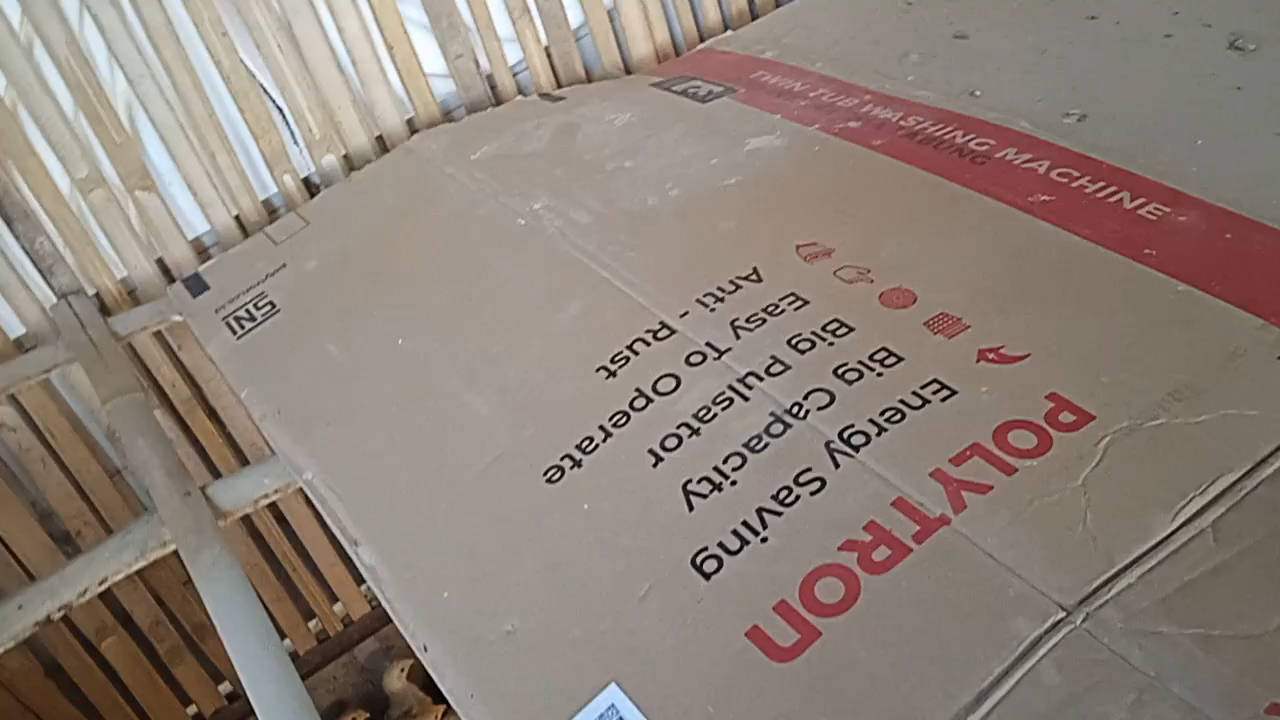 POLYTRON
Energy Saving
Big Capacity
Big Pulsator
Easy To Operate
Anti - Rust
TWIN TUB WASHING MACHINE
SNI